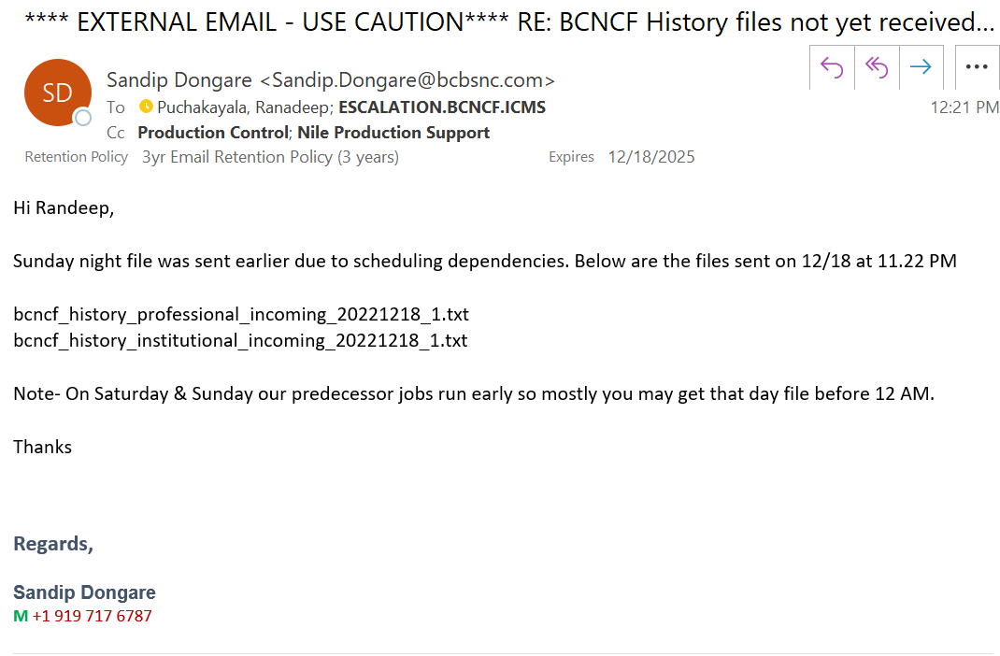 **** EXTERNAL EMAIL - USE CAUTION**** RE: BCNCF History files not yet received...
SD
Sandip Dongare <Sandip.Dongare@bcbsnc.com>
To Puchakayala, Ranadeep; ESCALATION.BCNCF.ICMS
12:21 PM
Cc Production Control; Nile Production Support
Retention Policy 3yr Email Retention Policy (3 years) Expires 12/18/2025
Hi Randeep,
Sunday night file was sent earlier due to scheduling dependencies. Below are the files sent on 12/18 at 11.22 PM
bcncf_history_professional_incoming_20221218_1.txt
bcncf_history_institutional_incoming_20221218_1.txt
Note- On Saturday & Sunday our predecessor jobs run early so mostly you may get that day file before 12 AM.
Thanks
Regards,
Sandip Dongare
M +1 919 717 6787